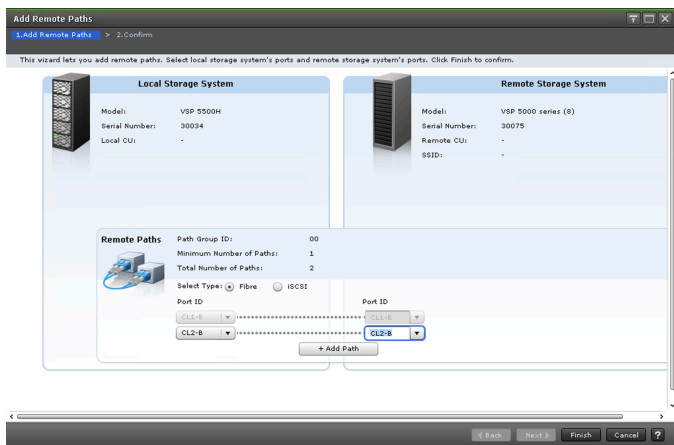 Add Remote Paths
1.Add Remote Paths > 2.Confirm
This wizard lets you add remote paths. Select local storage system's ports and remote storage system's ports. Click Finish to confirm.
Local Storage System
Model: VSP 5500H
Serial Number: 30034
Local CU: -
Remote Storage System
Model: VSP 5000 series (8)
Serial Number: 30075
Remote CU: -
SSID: -
Remote Paths
Path Group ID: 00
Minimum Number of Paths: 1
Total Number of Paths: 2
Select Type: Fibre iSCSI
Port ID Port ID
CL1-B CL1-B
CL2-B CL2-B
+ Add Path
Back Next Finish Cancel ?